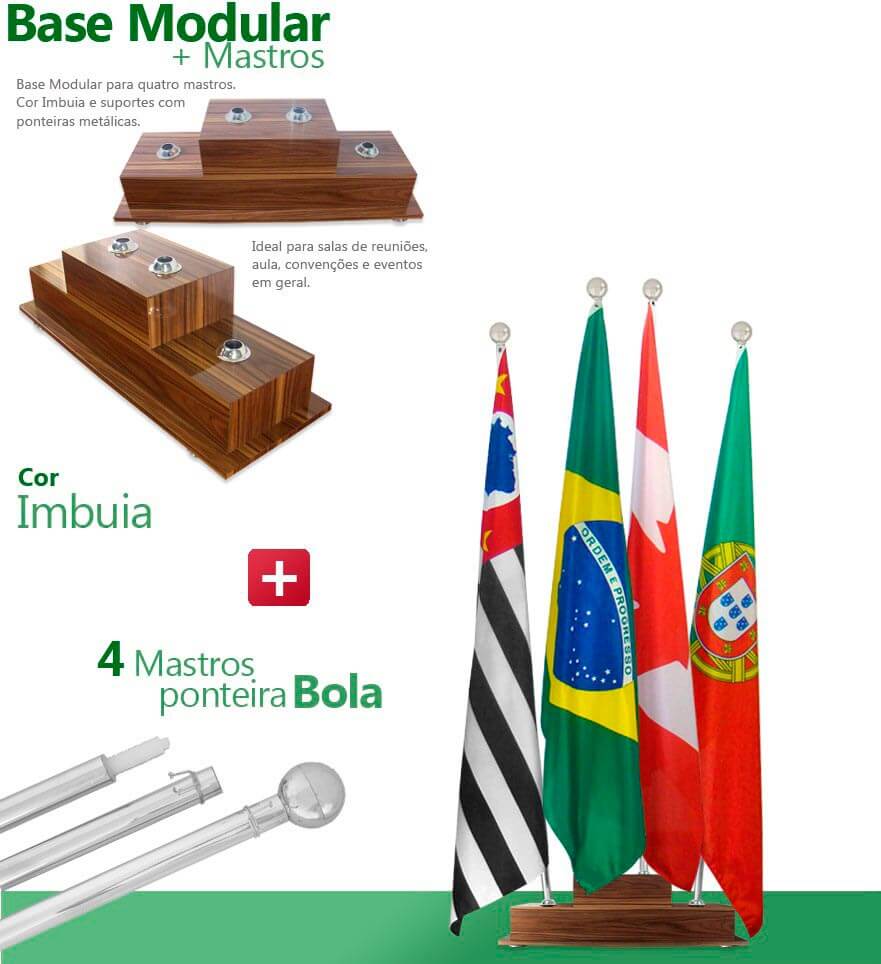 Base Modular
+ Mastros
Base Modular para quatro mastros.
Cor Imbuia e suportes com
ponteiras metálicas.
Ideal para salas de reuniões,
aula, convenções e eventos
em geral.
Cor
Imbuia
+
4 Mastros
ponteira Bola
ORDEM E PROGRESSO